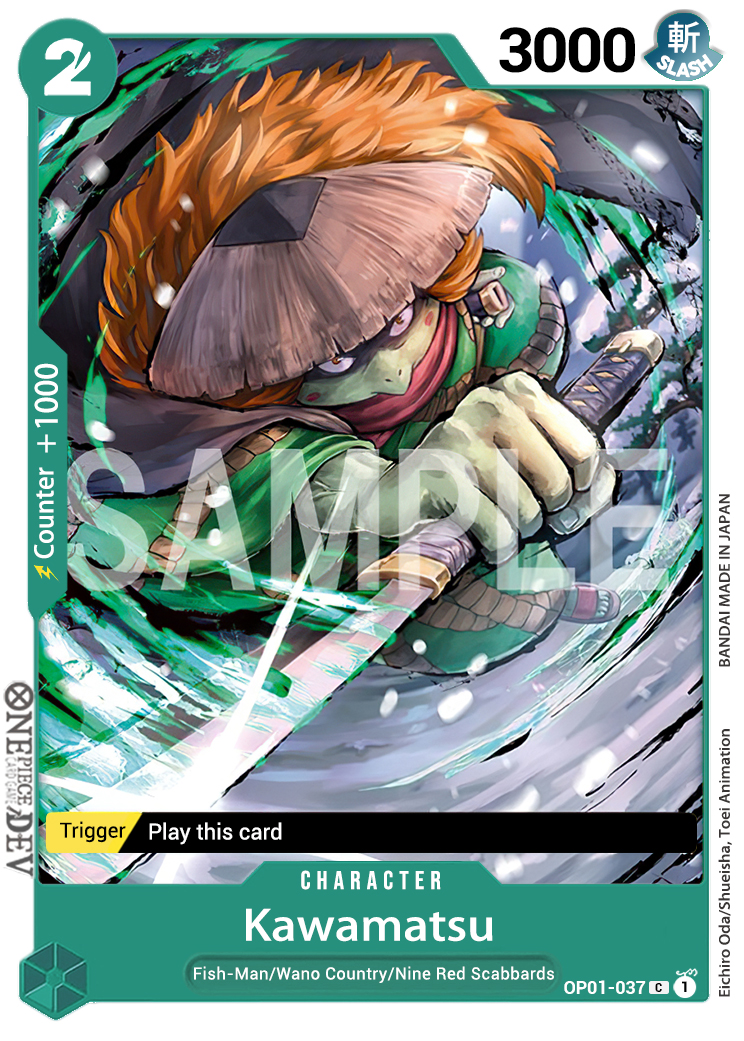 2
3000
斬
SLASH
Counter +1000
SAMPLE
BANDAI MADE IN JAPAN
Eichiro Oda/Shueisha, Toei Animation
ONE PIECE
CARD GAME
/DEV
Trigger Play this card
CHARACTER
Kawamatsu
Fish-Man/Wano Country/Nine Red Scabbards
OP01-037 C 1